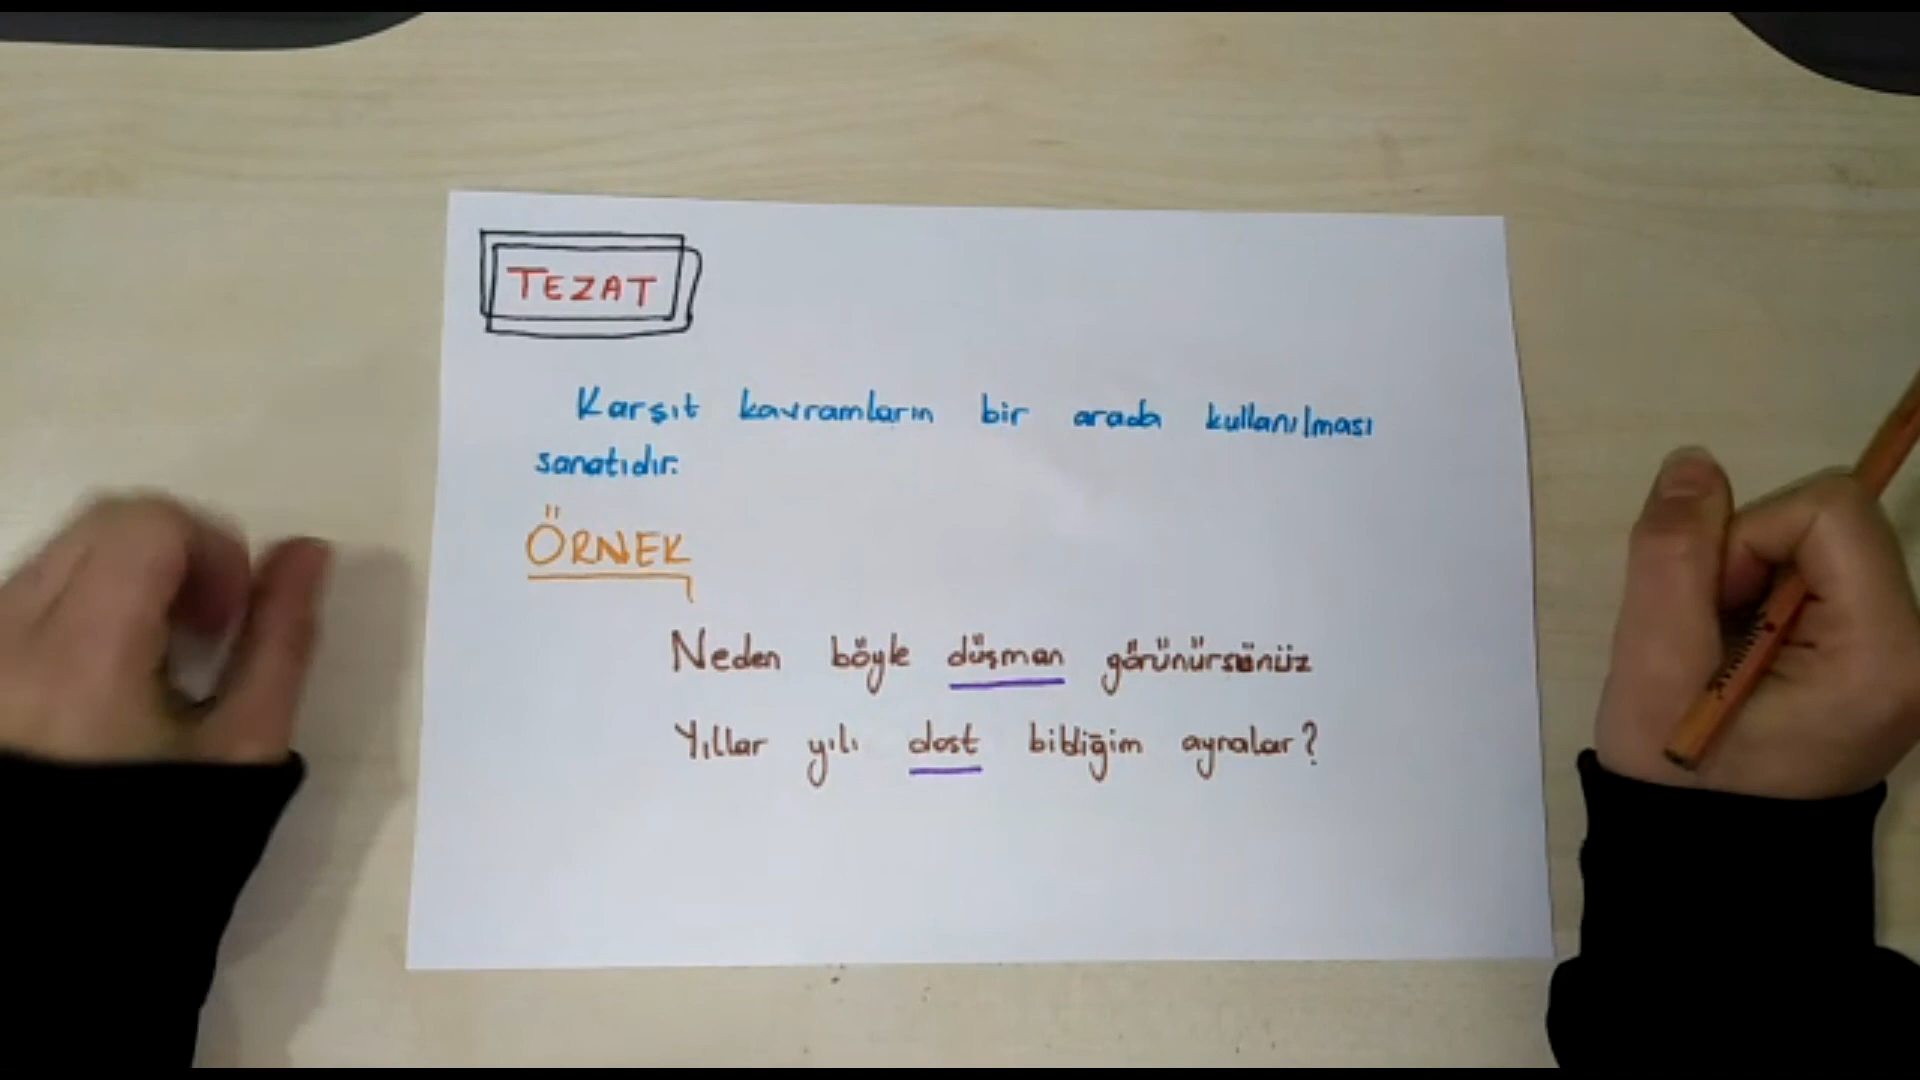 TEZAT
Karşıt kavramların bir arada kullanılması
sanatıdır.
ÖRNEK
Neden böyle düşman görünürsünüz
Yıllar yılı dost bildiğim aynalar?